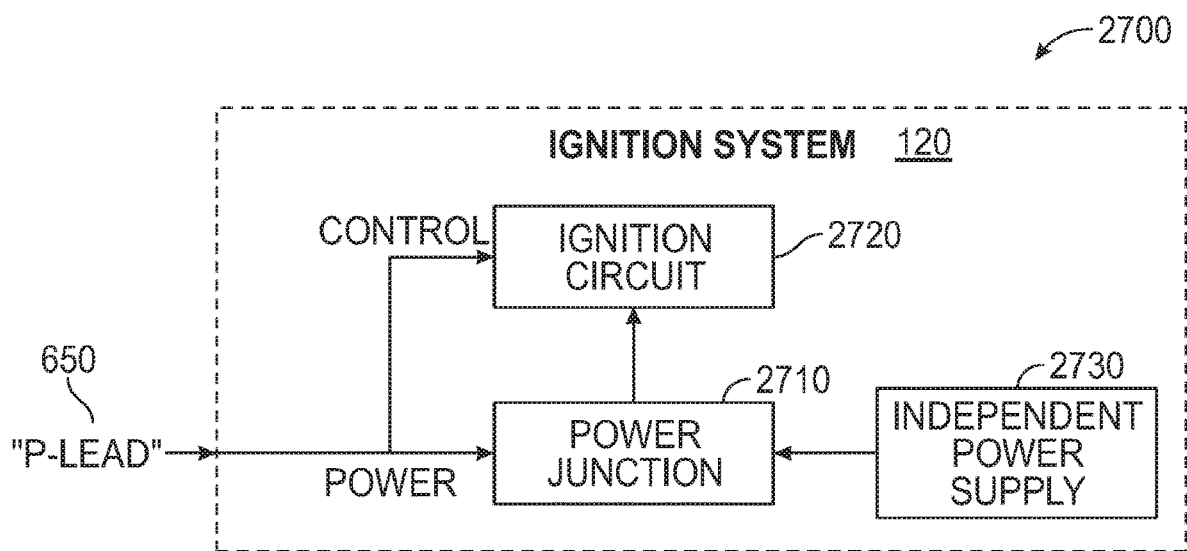 2700
IGNITION SYSTEM 120
CONTROL
IGNITION
CIRCUIT
2720
650
"P-LEAD"
POWER
2710
POWER
JUNCTION
2730
INDEPENDENT
POWER
SUPPLY